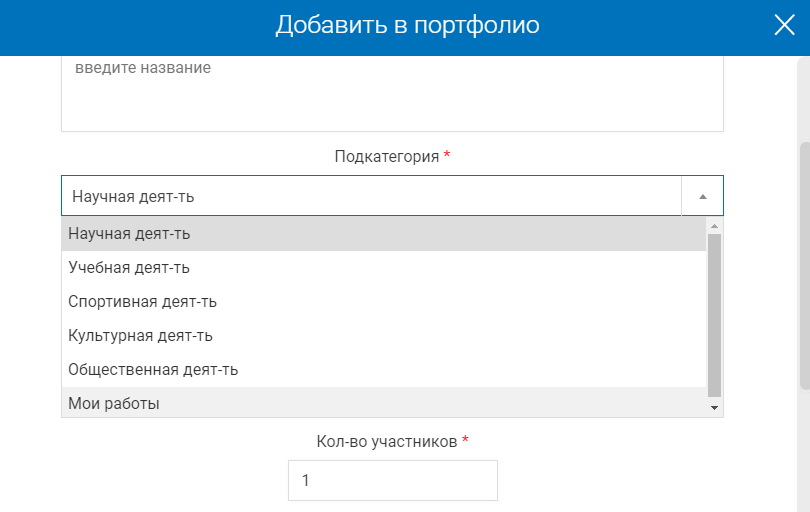 Добавить в портфолио
введите название
Подкатегория *
Научная деят-ть
Научная деят-ть
Учебная деят-ть
Спортивная деят-ть
Культурная деят-ть
Общественная деят-ть
Мои работы
Кол-во участников *
1